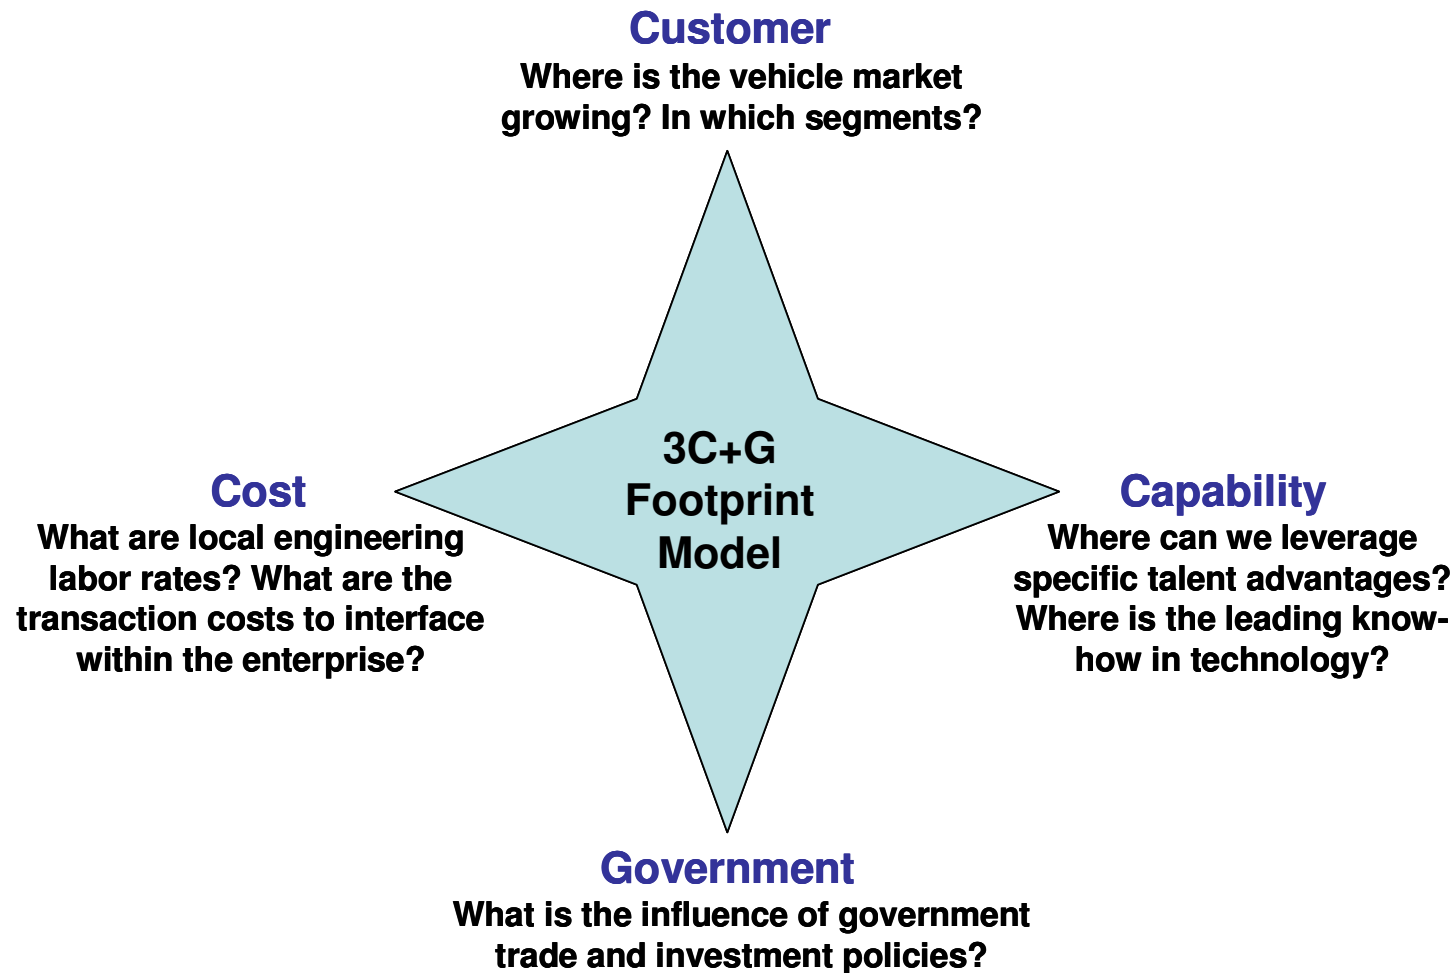 Customer
Where is the vehicle market
growing? In which segments?
3C+G
Footprint
Model
Cost
What are local engineering
labor rates? What are the
transaction costs to interface
within the enterprise?
Capability
Where can we leverage
specific talent advantages?
Where is the leading know-
how in technology?
Government
What is the influence of government
trade and investment policies?